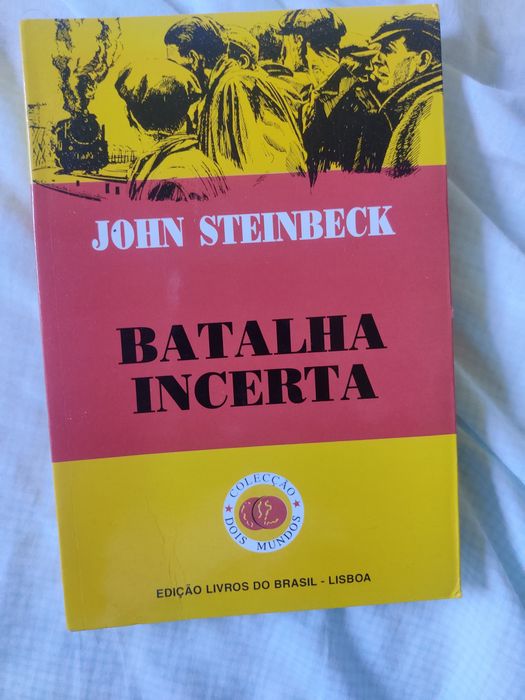 JOHN STEINBECK
BATALHA
INCERTA
COLECÇÃO
DOIS MUNDOS
EDIÇÃO LIVROS DO BRASIL - LISBOA